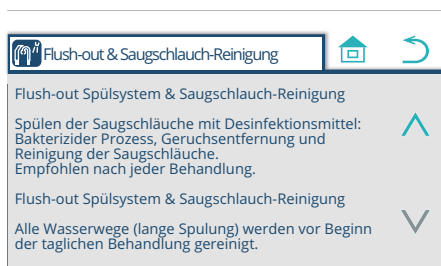 Flush-out & Saugschlauch-Reinigung
Flush-out Spülsystem & Saugschlauch-Reinigung
Spülen der Saugschläuche mit Desinfektionsmittel:
Bakterizider Prozess, Geruchsentfernung und
Reinigung der Saugschläuche.
Empfohlen nach jeder Behandlung.
Flush-out Spülsystem & Saugschlauch-Reinigung
Alle Wasserwege (lange Spulung) werden vor Beginn
der taglichen Behandlung gereinigt.